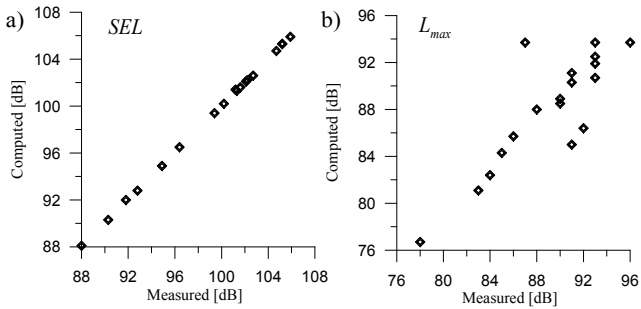 a)
SEL
108
104
100
96
92
88
Computed [dB]
88 92 96 100 104 108
Measured [dB]
b)
L_max
96
92
88
84
80
76
Computed [dB]
76 80 84 88 92 96
Measured [dB]